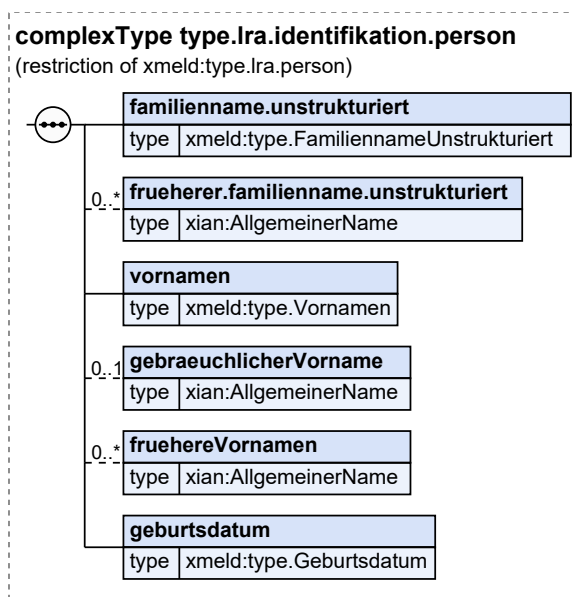 complexType type.lra.identifikation.person
(restriction of xmeld:type.lra.person)
familienname.unstrukturiert
type xmeld:type.FamiliennameUnstrukturiert
0..* frueherer.familienname.unstrukturiert
type xian:AllgemeinerName
vornamen
type xmeld:type.Vornamen
0..1 gebraeuchlicherVorname
type xian:AllgemeinerName
0..* fruehereVornamen
type xian:AllgemeinerName
geburtsdatum
type xmeld:type.Geburtsdatum